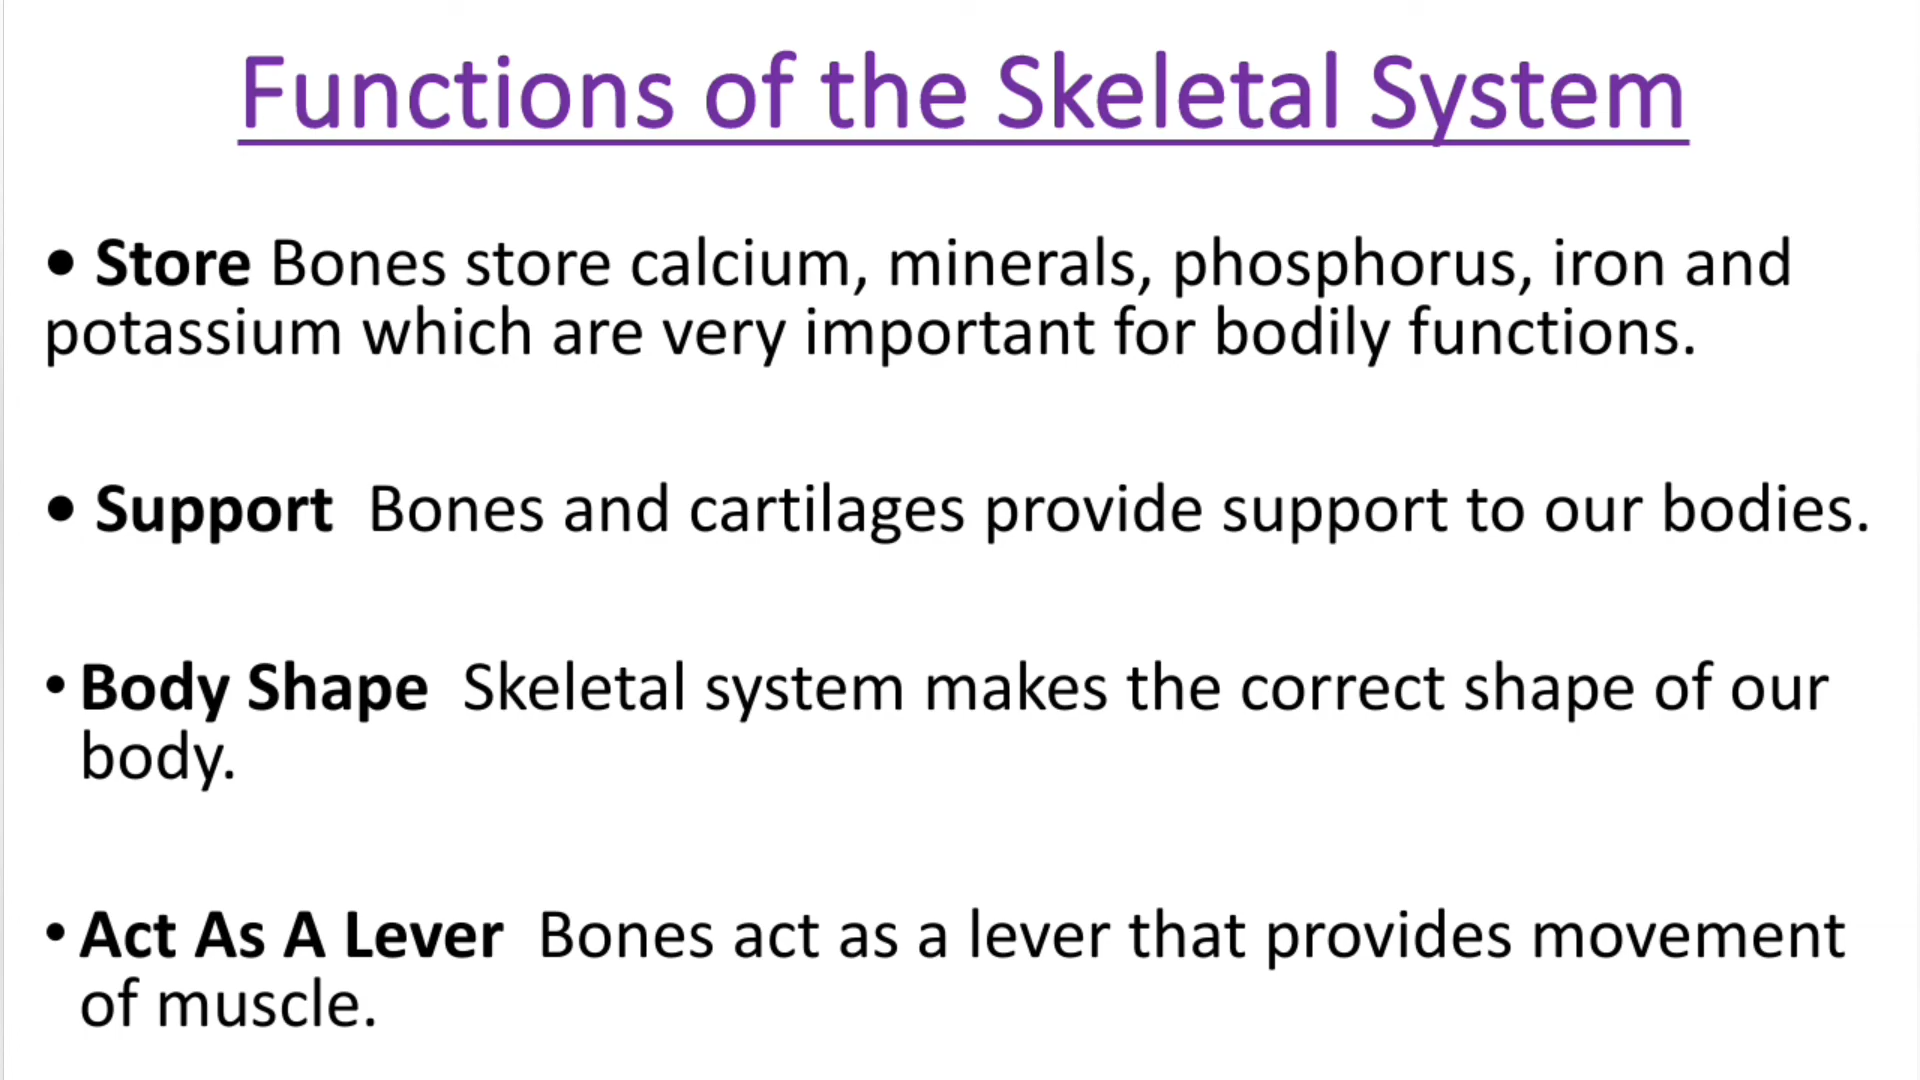 Functions of the Skeletal System
• Store Bones store calcium, minerals, phosphorus, iron and
potassium which are very important for bodily functions.
• Support  Bones and cartilages provide support to our bodies.
• Body Shape  Skeletal system makes the correct shape of our
body.
• Act As A Lever  Bones act as a lever that provides movement
of muscle.